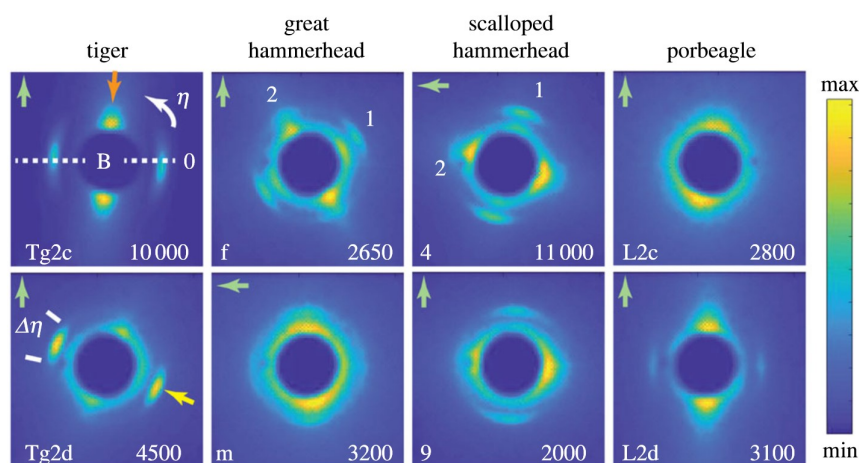 tiger
great
hammerhead
scalloped
hammerhead
porbeagle
η
B
0
Tg2c 10 000
2
1
f 2650
1
2
4 11 000
L2c 2800
Δη
Tg2d 4500
m 3200
9 2000
L2d 3100
max
min